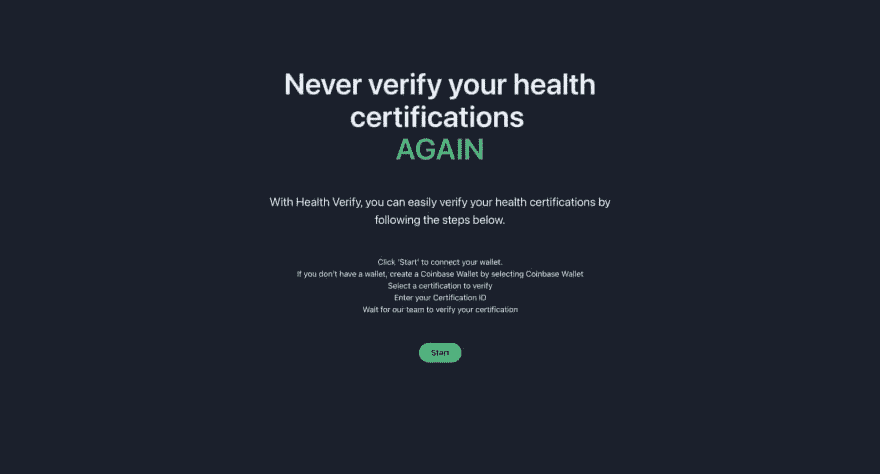 Never verify your health
certifications
AGAIN
With Health Verify, you can easily verify your health certifications by
following the steps below.
Click 'Start' to connect your wallet.
If you don't have a wallet, create a Coinbase Wallet by selecting Coinbase Wallet
Select a certification to verify
Enter your Certification ID
Wait for our team to verify your certification
Start